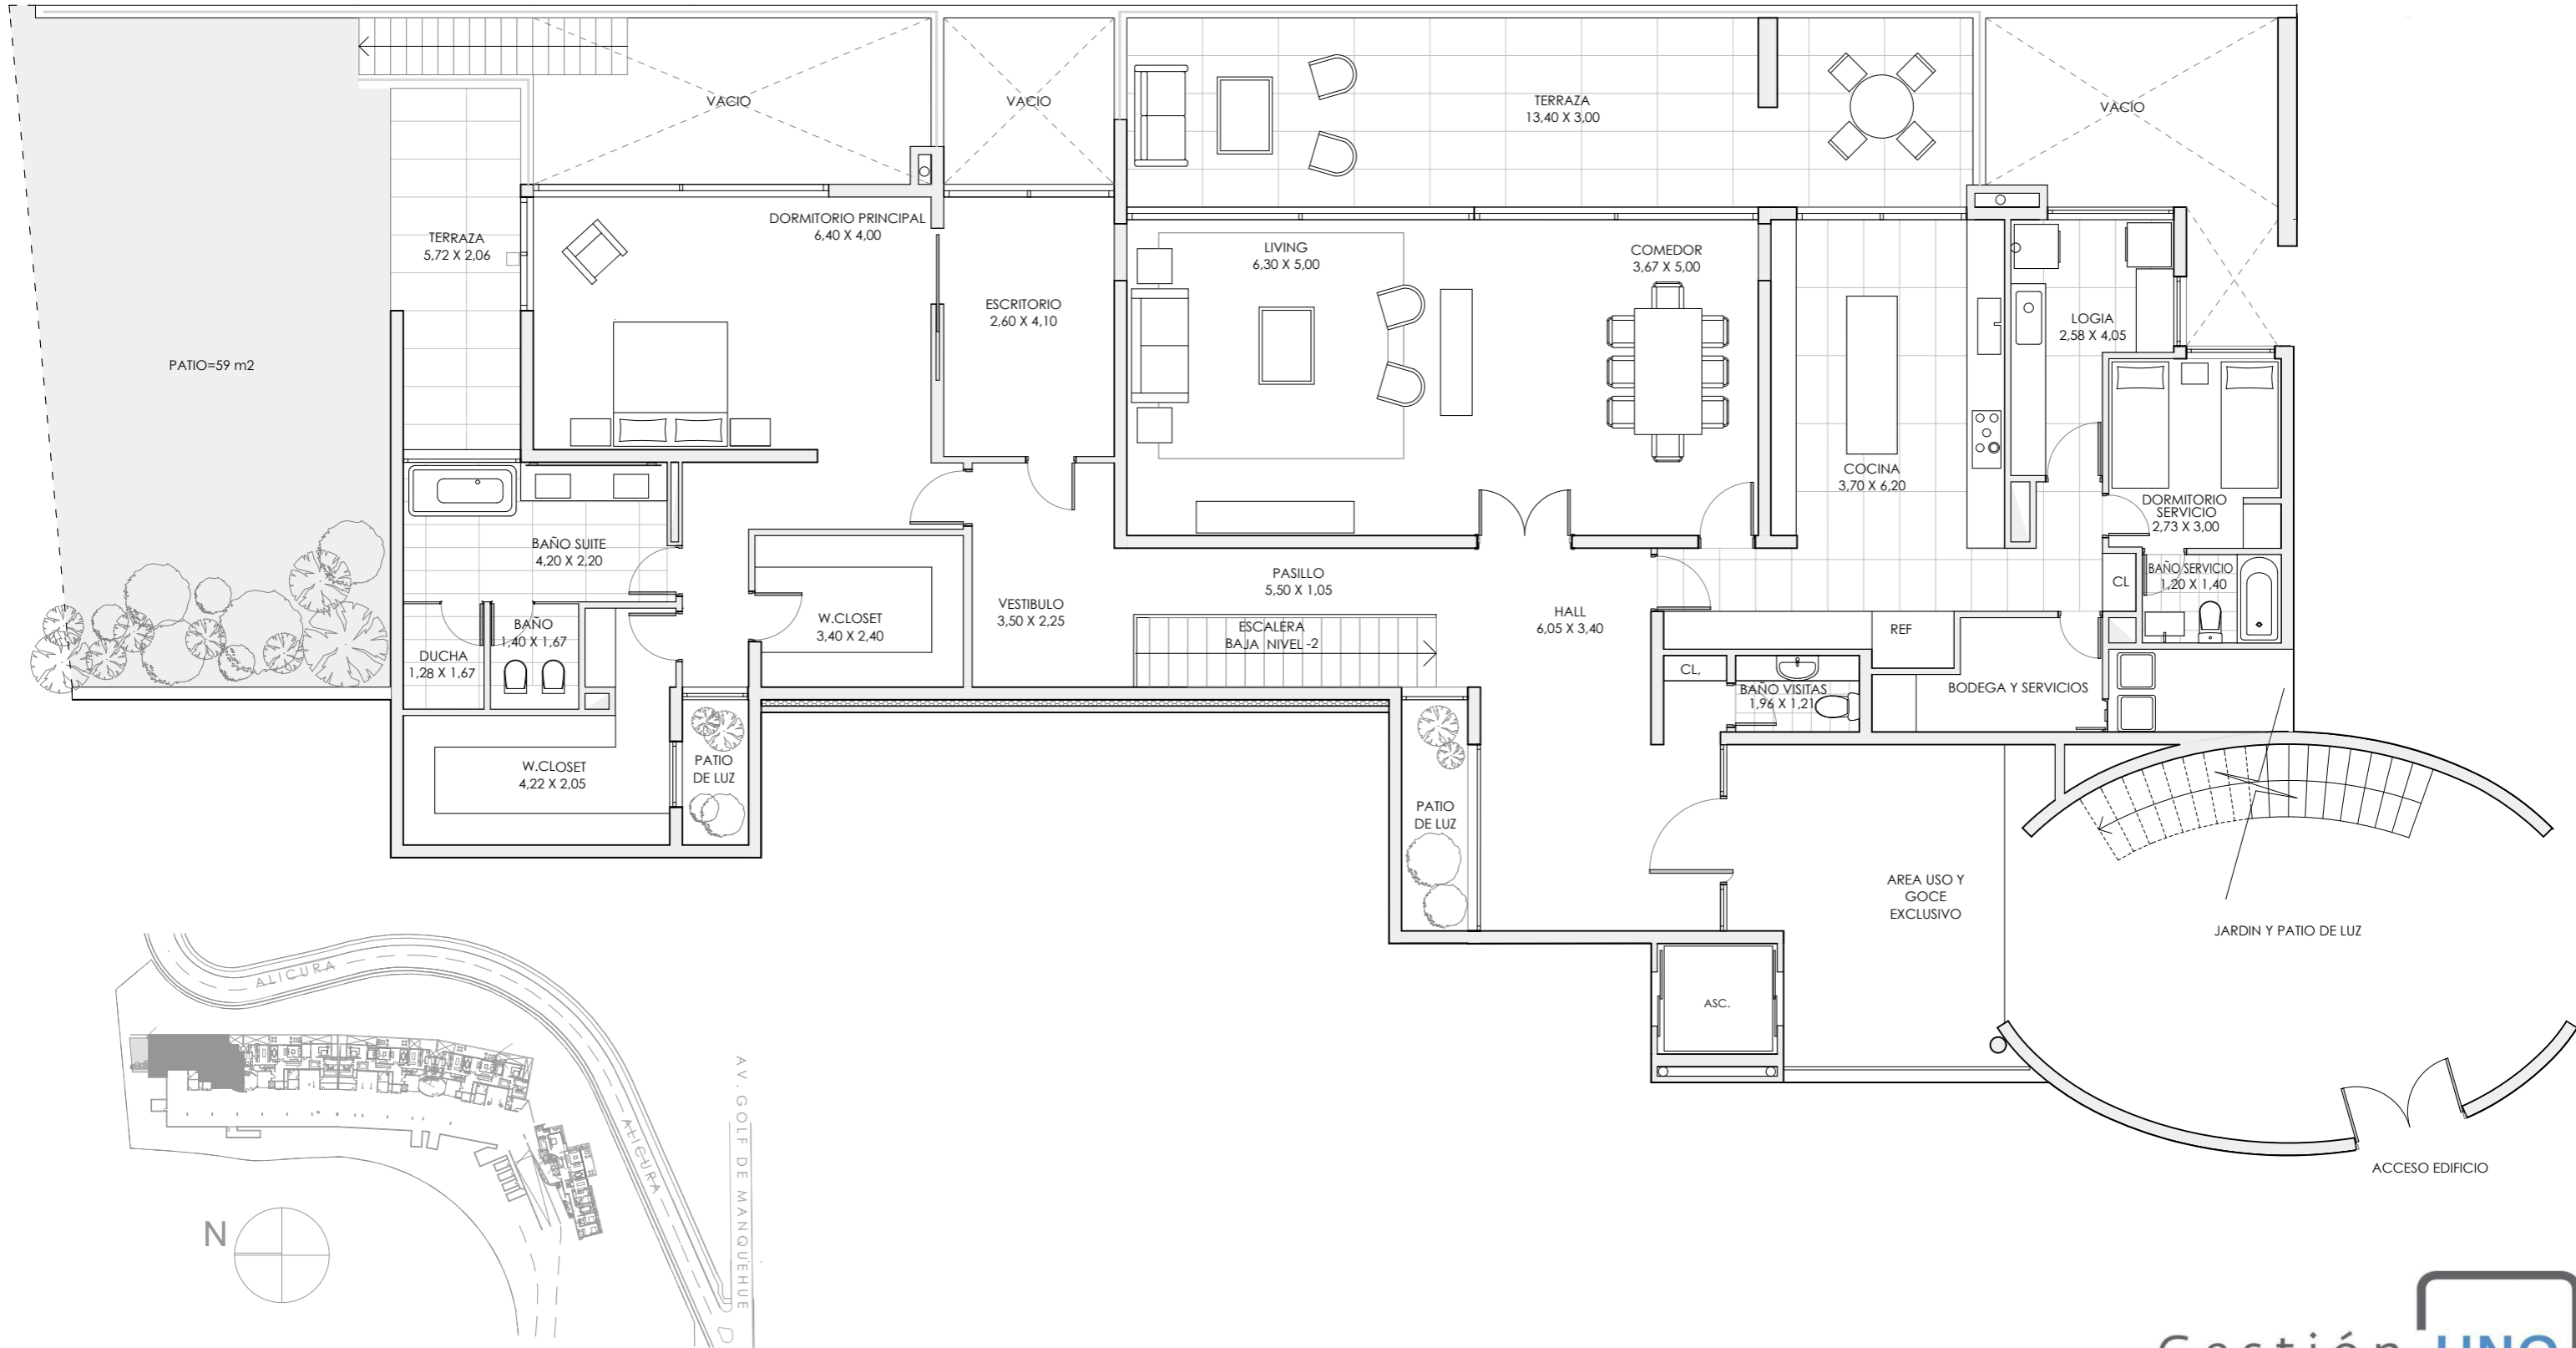 VACIO
VACIO
TERRAZA
13,40 X 3,00
VACIO
DORMITORIO PRINCIPAL
6,40 X 4,00
TERRAZA
5,72 X 2,06
LIVING
6,30 X 5,00
COMEDOR
3,67 X 5,00
ESCRITORIO
2,60 X 4,10
LOGIA
2,58 X 4,05
PATIO=59 m2
COCINA
3,70 X 6,20
DORMITORIO
SERVICIO
2,73 X 3,00
BAÑO SUITE
4,20 X 2,20
PASILLO
5,50 X 1,05
CL
BAÑO SERVICIO
1,20 X 1,40
W.CLOSET
3,40 X 2,40
VESTIBULO
3,50 X 2,25
HALL
6,05 X 3,40
BAÑO
1,40 X 1,67
ESCALERA
BAJA NIVEL -2
REF
DUCHA
1,28 X 1,67
CL,
BAÑO VISITAS
1,96 X 1,21
BODEGA Y SERVICIOS
W.CLOSET
4,22 X 2,05
PATIO
DE LUZ
PATIO
DE LUZ
AREA USO Y
GOCE
EXCLUSIVO
JARDIN Y PATIO DE LUZ
ASC.
ACCESO EDIFICIO
ALICURA
ALICURA
AV. GOLF DE MANQUEHUE
N
Gestión UNO